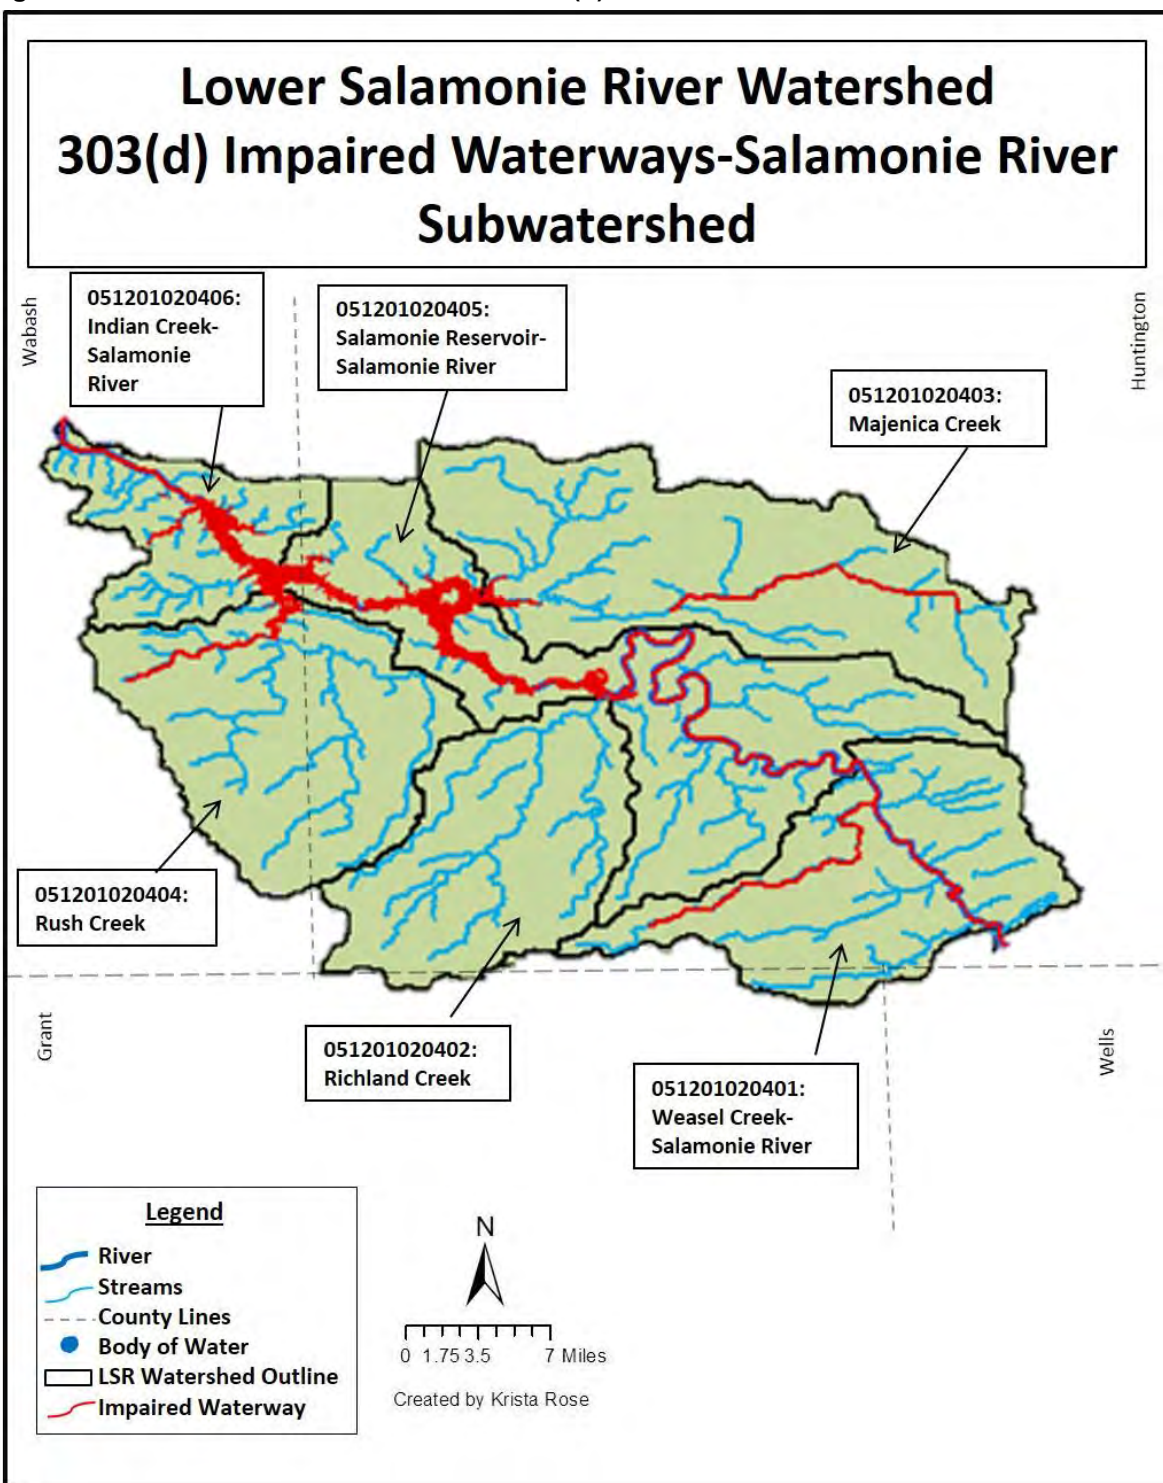 Lower Salamonie River Watershed
303(d) Impaired Waterways-Salamonie River
Subwatershed
Wabash
051201020406:
Indian Creek-
Salamonie
River
051201020405:
Salamonie Reservoir-
Salamonie River
Huntington
051201020403:
Majenica Creek
051201020404:
Rush Creek
Grant
051201020402:
Richland Creek
051201020401:
Weasel Creek-
Salamonie River
Wells
Legend
River
Streams
County Lines
Body of Water
LSR Watershed Outline
Impaired Waterway
N
0 1.75 3.5 7 Miles
Created by Krista Rose